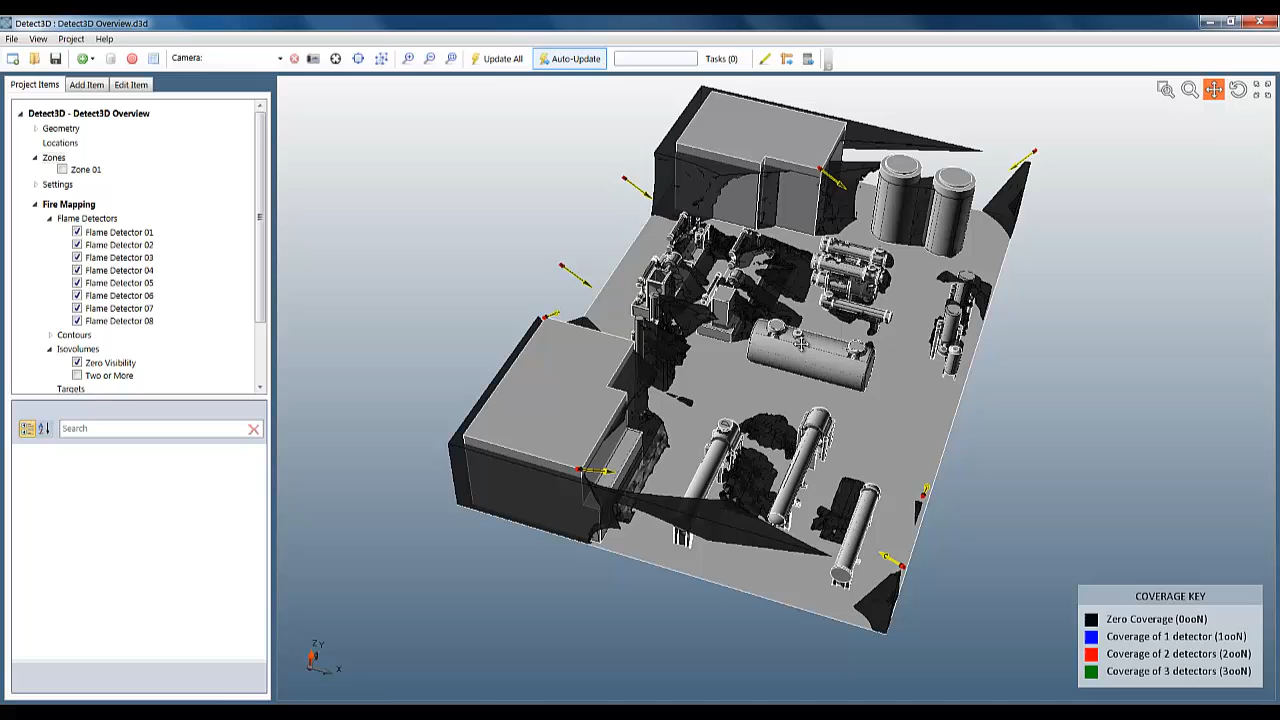 Detect3D : Detect3D Overview.d3d
File View Project Help
Camera: Update All Auto-Update Tasks (0)
Project Items Add Item Edit Item
Detect3D - Detect3D Overview
Geometry
Locations
Zones
Zone 01
Settings
Fire Mapping
Flame Detectors
Flame Detector 01
Flame Detector 02
Flame Detector 03
Flame Detector 04
Flame Detector 05
Flame Detector 06
Flame Detector 07
Flame Detector 08
Contours
Isovolumes
Zero Visibility
Two or More
Targets
Search
COVERAGE KEY
Zero Coverage (0ooN)
Coverage of 1 detector (1ooN)
Coverage of 2 detectors (2ooN)
Coverage of 3 detectors (3ooN)
Z Y
X